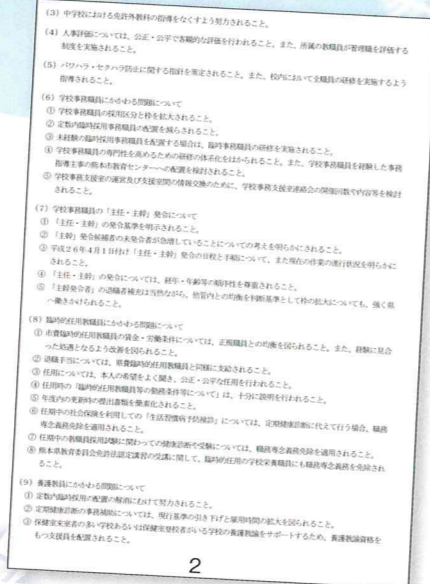 (3) 中学校における免許外教科の指導をなくすよう努力されること。
(4) 人事評価については、公正・公平で客観的な評価を行われること。また、所属の教職員が管理職を評価する
制度を実施されること。
(5) パワハラ・セクハラ防止に関する指針を策定されること。また、校内において全職員の研修を実施するよう
指導されること。
(6) 学校事務職員にかかわる問題について
① 学校事務職員の採用区分と枠を拡大されること。
② 定数内臨時採用事務職員の配置を減らされること。
③ 未経験の臨時採用事務職員を配置する場合は、臨時事務職員の研修を実施されること。
④ 学校事務職員の専門性を高めるための研修の体系化をはかられること。また、学校事務職員を経験した事務
指導主事の熊本市教育センターへの配置を検討されること。
⑤ 学校事務支援室の運営及び支援室間の情報交換のために、学校事務支援室連絡会の開催回数や内容等を検討
されること。
(7) 学校事務職員の「主任・主幹」発令について
① 「主任・主幹」の発令基準を明示されること。
② 「主幹」発令候補者の未発令者が急増していることについての考えを明らかにされること。
③ 平成26年4月1日付け「主任・主幹」発令の日程と手順について、また現在の作業の進行状況を明らかに
されること。
④ 「主任・主幹」の発令については、経年・年齢等の順序性を尊重されること。
⑤ 「主幹発令者」の退職者補充は当然ながら、他管内との均衡を判断基準として枠の拡大についても、強く県
へ働きかけられること。
(8) 臨時的任用教職員にかかわる問題について
① 市費臨時的任用教職員の賃金・労働条件については、正規職員との均衡を図られること。また、経験に見合
った処遇となるよう改善を図られること。
② 退職手当については、県費臨時的任用教職員と同様に支給されること。
③ 任用については、本人の希望をよく聞き、公正・公平な任用を行われること。
④ 任用時の「臨時的任用教職員等の勤務条件等について」は、十分に説明を行われること。
⑤ 年度内の更新時の提出書類を簡素化されること。
⑥ 任期中の社会保険を利用しての「生活習慣病予防検診」については、定期健康診断に代えて行う場合、職務
専念義務免除を適用されること。
⑦ 任期中の教職員採用試験に関わっての健康診断や受験については、職務専念義務免除を適用されること。
⑧ 熊本県教育委員会免許法認定講習の受講に関して、臨時的任用の学校栄養職員にも職務専念義務を免除され
ること。
(9) 養護教員にかかわる問題について
① 定数内臨時採用の配置の解消にむけて努力されること。
② 定期健康診断の事務補助については、現行基準の引き下げと雇用時間の拡大を図られること。
③ 保健室来室者の多い学校あるいは保健室登校者がいる学校の養護教諭をサポートするため、養護教諭資格を
もつ支援員を配置されること。
2